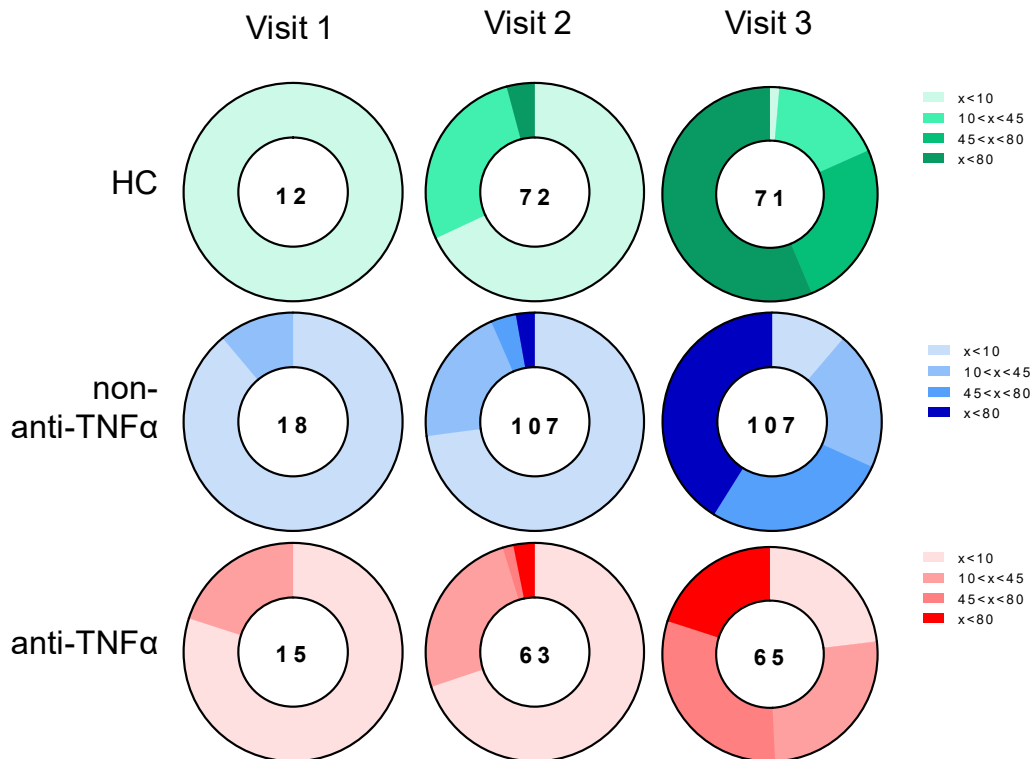 Visit 1
Visit 2
Visit 3
HC
12
72
71
x<10
10<x<45
45<x<80
x<80
non-
anti-TNFα
18
107
107
x<10
10<x<45
45<x<80
x<80
anti-TNFα
15
63
65
x<10
10<x<45
45<x<80
x<80